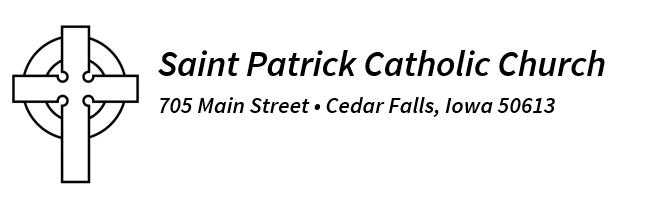 Saint Patrick Catholic Church
705 Main Street • Cedar Falls, Iowa 50613